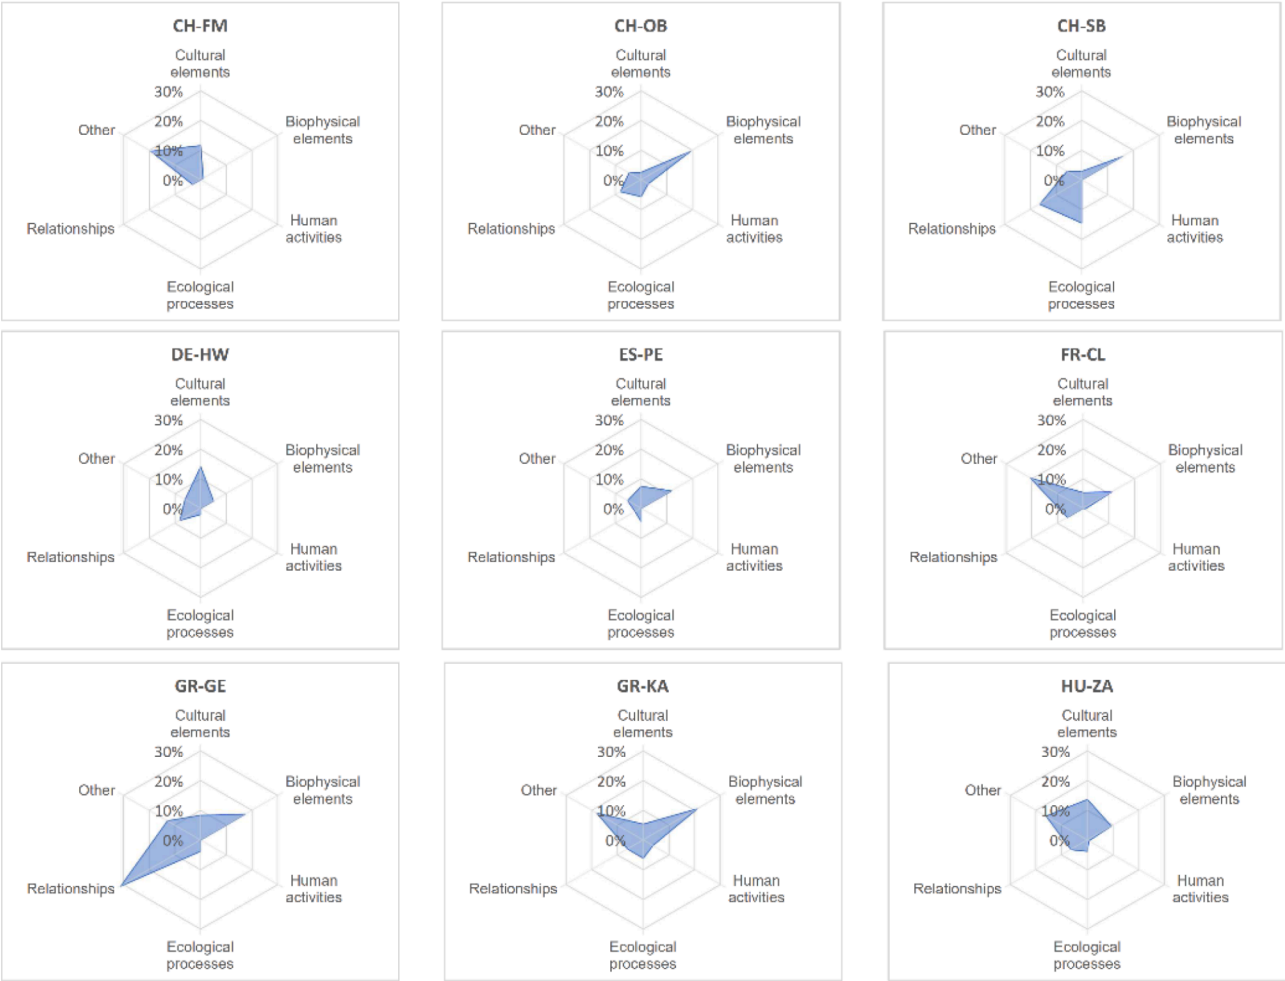 CH-FM
Cultural
elements
30%
20%
10%
0%
Biophysical
elements
Human
activities
Ecological
processes
Relationships
Other
CH-OB
Cultural
elements
30%
20%
10%
0%
Biophysical
elements
Human
activities
Ecological
processes
Relationships
Other
CH-SB
Cultural
elements
30%
20%
10%
0%
Biophysical
elements
Human
activities
Ecological
processes
Relationships
Other
DE-HW
Cultural
elements
30%
20%
10%
0%
Biophysical
elements
Human
activities
Ecological
processes
Relationships
Other
ES-PE
Cultural
elements
30%
20%
10%
0%
Biophysical
elements
Human
activities
Ecological
processes
Relationships
Other
FR-CL
Cultural
elements
30%
20%
10%
0%
Biophysical
elements
Human
activities
Ecological
processes
Relationships
Other
GR-GE
Cultural
elements
30%
20%
10%
0%
Biophysical
elements
Human
activities
Ecological
processes
Relationships
Other
GR-KA
Cultural
elements
30%
20%
10%
0%
Biophysical
elements
Human
activities
Ecological
processes
Relationships
Other
HU-ZA
Cultural
elements
30%
20%
10%
0%
Biophysical
elements
Human
activities
Ecological
processes
Relationships
Other